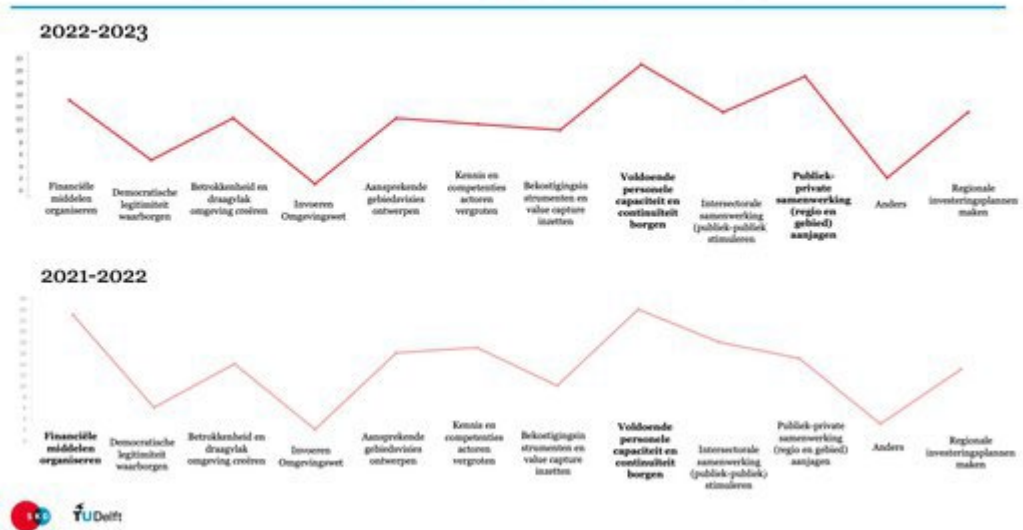 2022-2023
Financiële
middelen
organiseren
Democratische
legitimiteit
waarborgen
Betrokkenheid en
draagvlak
omgeving creëren
Invoeren
Omgevingswet
Aansprekende
gebiedsvisies
ontwerpen
Kennis en
competenties
actoren
vergroten
Bekostigingsin
strumenten en
value capture
inzetten
Voldoende
personele
capaciteit en
continuïteit
borgen
Intersectorale
samenwerking
(publiek-publiek
stimuleren
Publiek-
private
samenwerking
(regio en
gebied)
aanjagen
Anders
Regionale
investeringsplannen
maken
2021-2022
Financiële
middelen
organiseren
Democratische
legitimiteit
waarborgen
Betrokkenheid en
draagvlak
omgeving creëren
Invoeren
Omgevingswet
Aansprekende
gebiedsvisies
ontwerpen
Kennis en
competenties
actoren
vergroten
Bekostigingsin
strumenten en
value capture
inzetten
Voldoende
personele
capaciteit en
continuïteit
borgen
Intersectorale
samenwerking
(publiek-publiek)
stimuleren
Publiek-private
samenwerking
(regio en gebied)
aanjagen
Anders
Regionale
investeringsplannen
maken
SKG
TUDelft